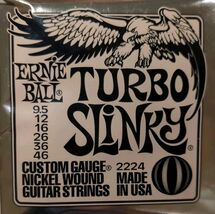 ERNIE BALL®
TURBO SLINKY®
9.5
12
16
26
36
46
CUSTOM GAUGE
NICKEL WOUND
GUITAR STRINGS
2224
MADE
IN USA